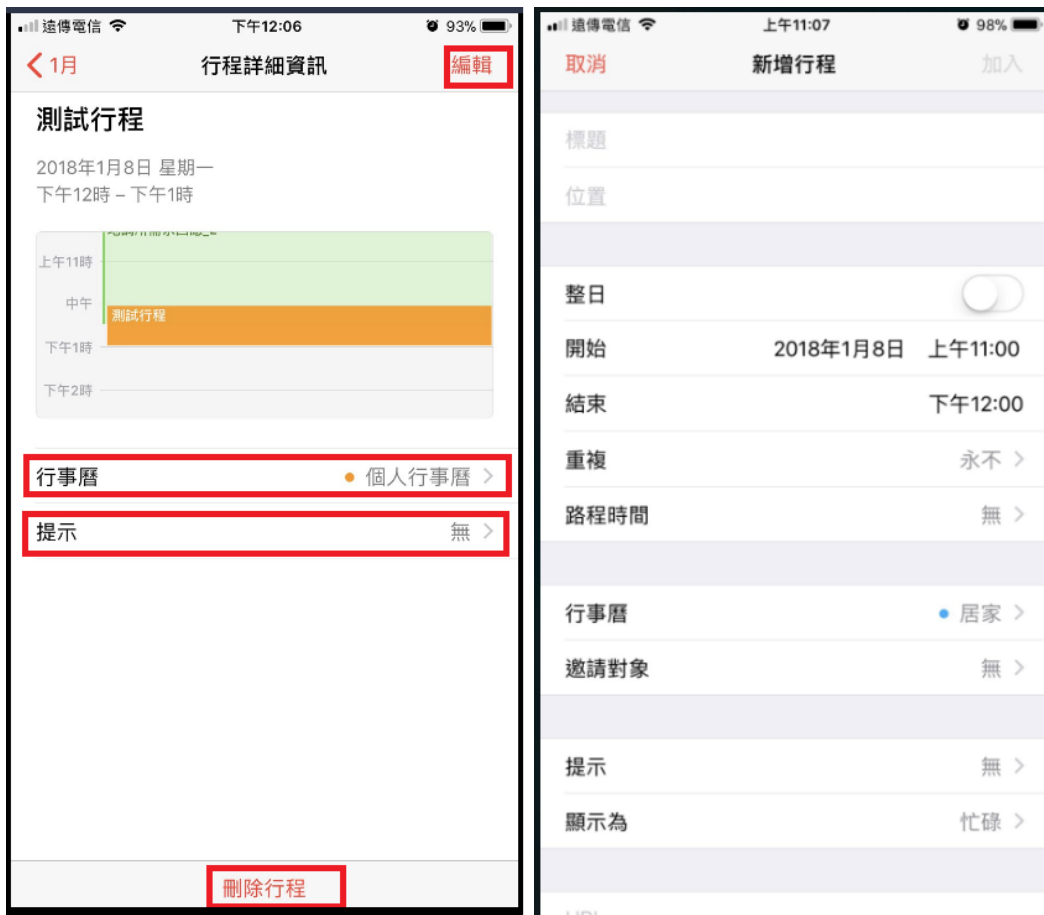 遠傳電信 下午12:06 93%
1月 行程詳細資訊 編輯
測試行程
2018年1月8日 星期一
下午12時 – 下午1時
上午11時
中午
測試行程
下午1時
下午2時
行事曆 個人行事曆
提示 無
刪除行程
遠傳電信 上午11:07 98%
取消 新增行程 加入
標題
位置
整日
開始 2018年1月8日 上午11:00
結束 下午12:00
重複 永不
路程時間 無
行事曆 居家
邀請對象 無
提示 無
顯示為 忙碌